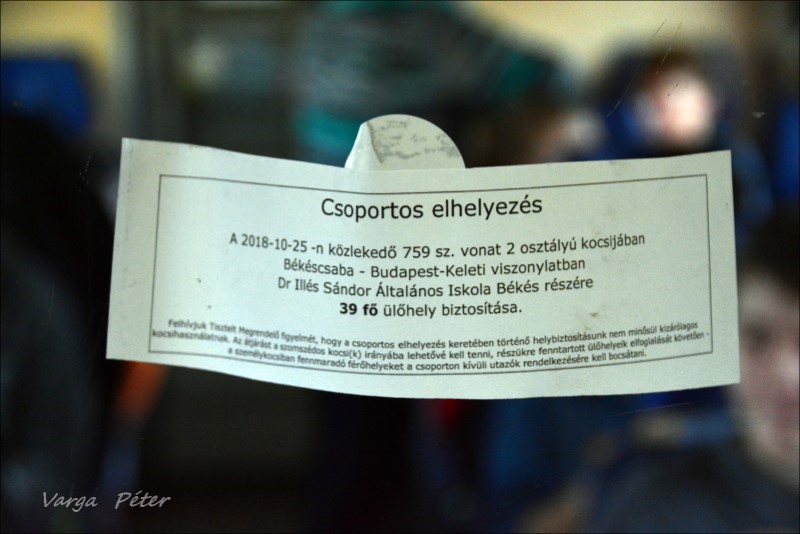 Csoportos elhelyezés
A 2018-10-25 -n közlekedő 759 sz. vonat 2 osztályú kocsijában
Békéscsaba - Budapest-Keleti viszonylatban
Dr Illés Sándor Általános Iskola Békés részére
39 fő ülőhely biztosítása.
Felhívjuk Tisztelt Megrendelő figyelmét, hogy a csoportos elhelyezés keretében történő helybiztosításunk nem minősül kizárólagos
kocsihasználatnak. Az átjárást a szomszédos kocsi(k) irányába lehetővé kell tenni, részükre fenntartott ülőhelyeik elfoglalását követően -
a személykocsiban fennmaradó férőhelyeket a csoporton kívüli utazók rendelkezésére kell bocsátani.
Varga Péter